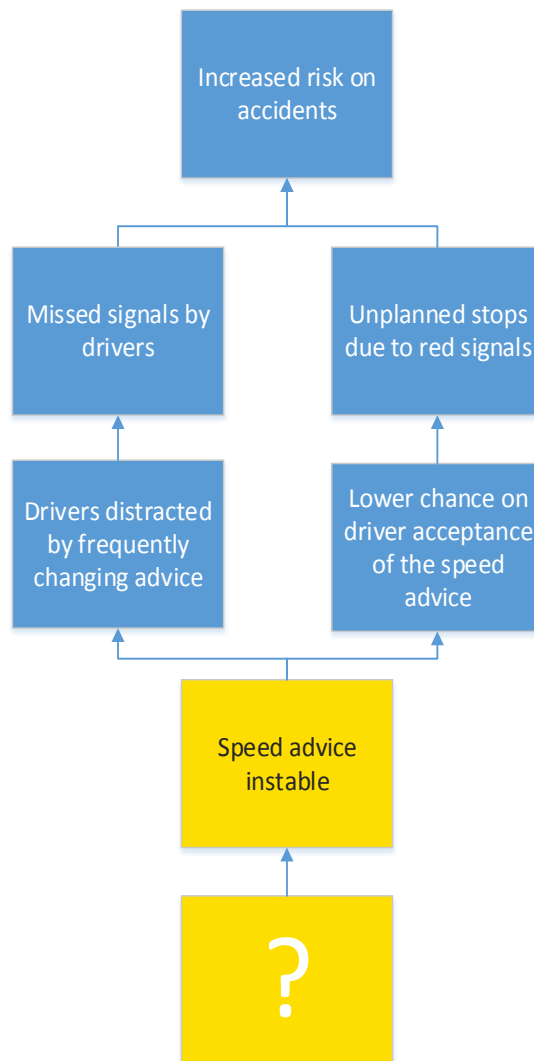 Increased risk on
accidents
Missed signals by
drivers
Unplanned stops
due to red signals
Drivers distracted
by frequently
changing advice
Lower chance on
driver acceptance
of the speed
advice
Speed advice
instable
?